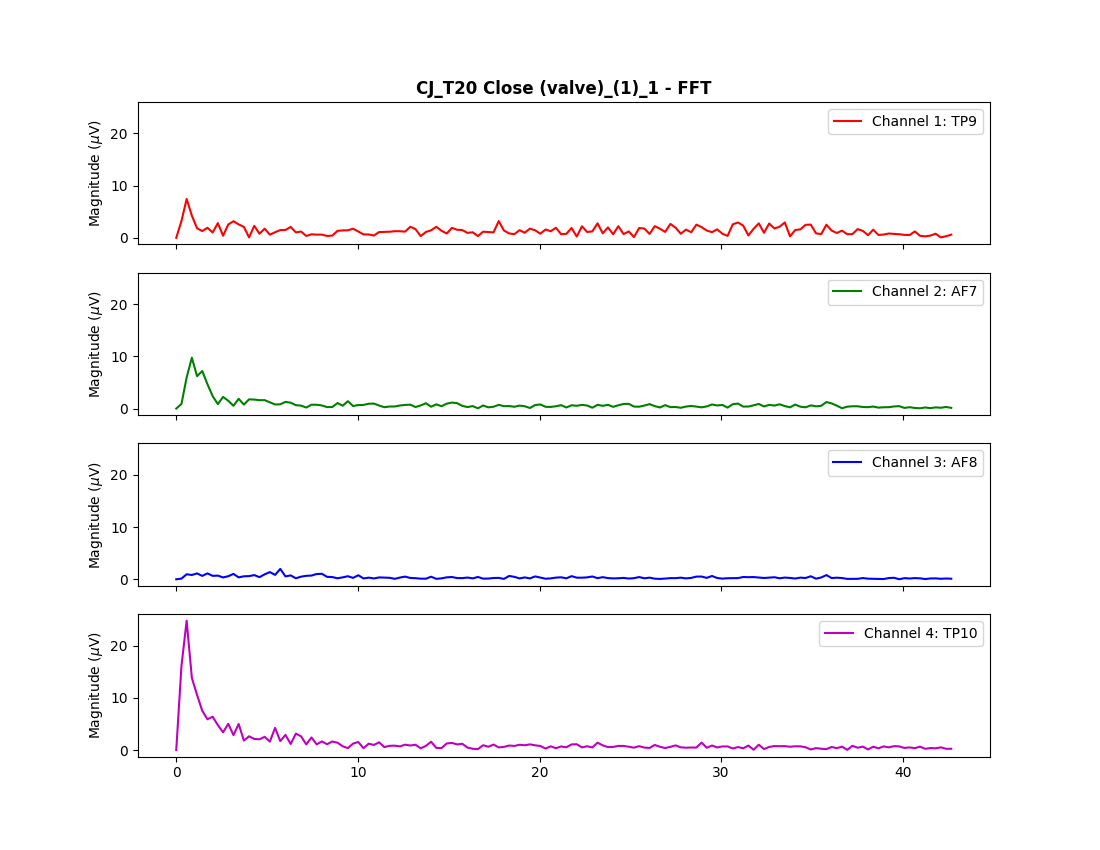 CJ_T20 Close (valve)_(1)_1 - FFT
Channel 1: TP9
Magnitude (μV)
20
10
0
Channel 2: AF7
Magnitude (μV)
20
10
0
Channel 3: AF8
Magnitude (μV)
20
10
0
Channel 4: TP10
Magnitude (μV)
20
10
0
0 10 20 30 40